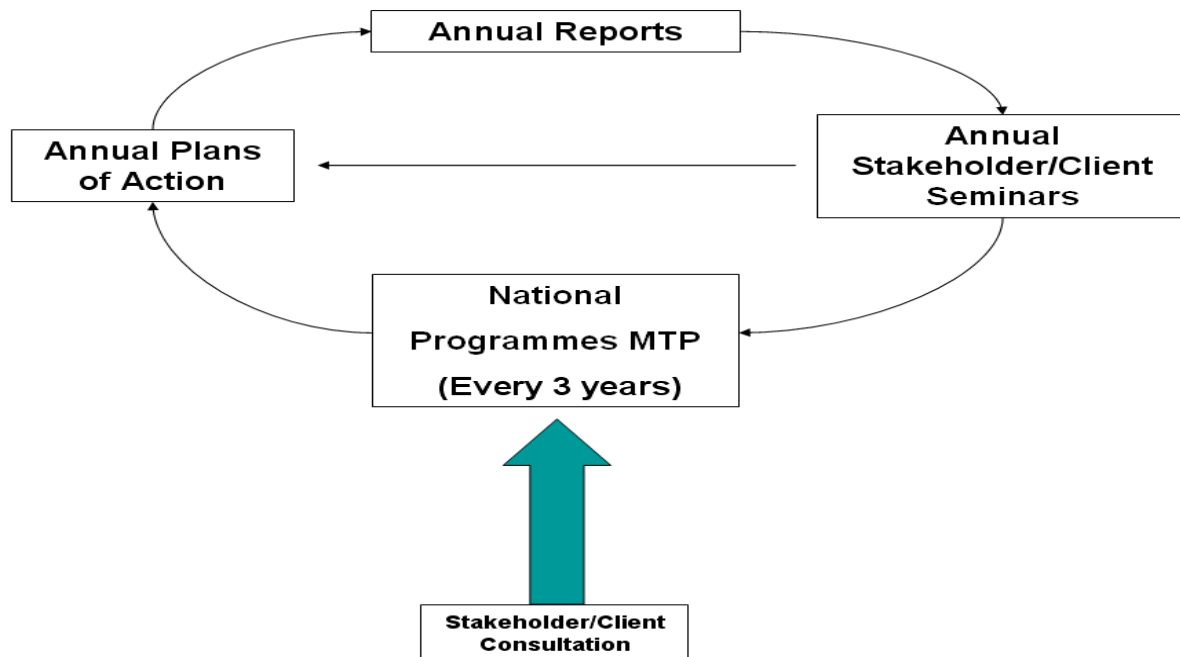 Annual Reports
Annual Plans
of Action
Annual
Stakeholder/Client
Seminars
National
Programmes MTP
(Every 3 years)
Stakeholder/Client
Consultation